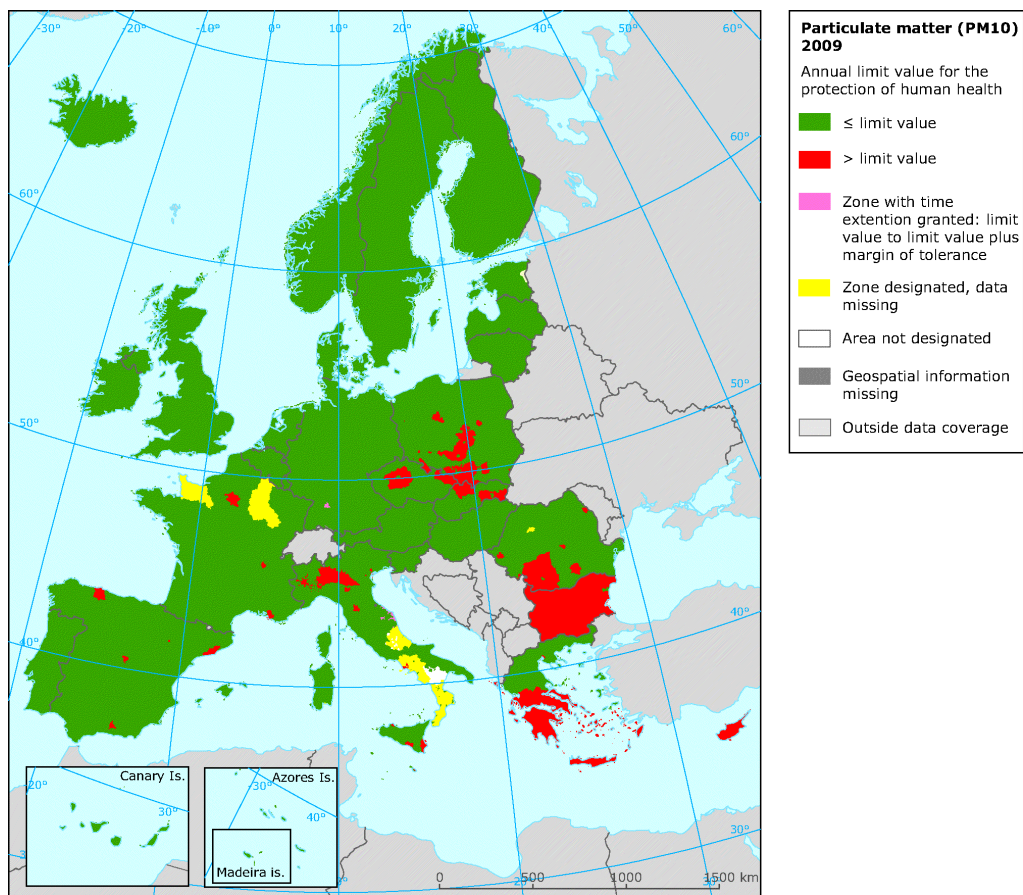 -30°
-20°
-10°
0°
10°
20°
30°
40°
50°
60°
60°
60°
50°
50°
40°
40°
30°
Canary Is.
20°
30°
Azores Is.
-30°
40°
Madeira is.
0 500 1000 1500 km
Particulate matter (PM10)
2009
Annual limit value for the
protection of human health
≤ limit value
> limit value
Zone with time
extention granted: limit
value to limit value plus
margin of tolerance
Zone designated, data
missing
Area not designated
Geospatial information
missing
Outside data coverage